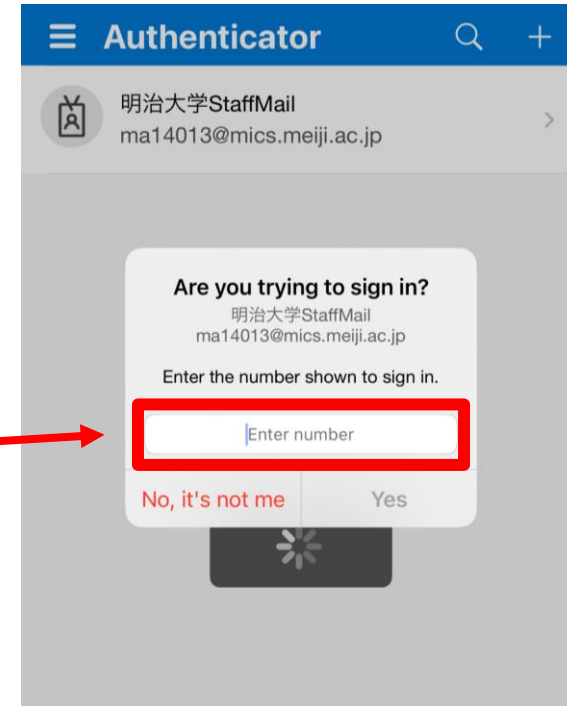 Authenticator
明治大学StaffMail
ma14013@mics.meiji.ac.jp
Are you trying to sign in?
明治大学StaffMail
ma14013@mics.meiji.ac.jp
Enter the number shown to sign in.
Enter number
No, it's not me
Yes